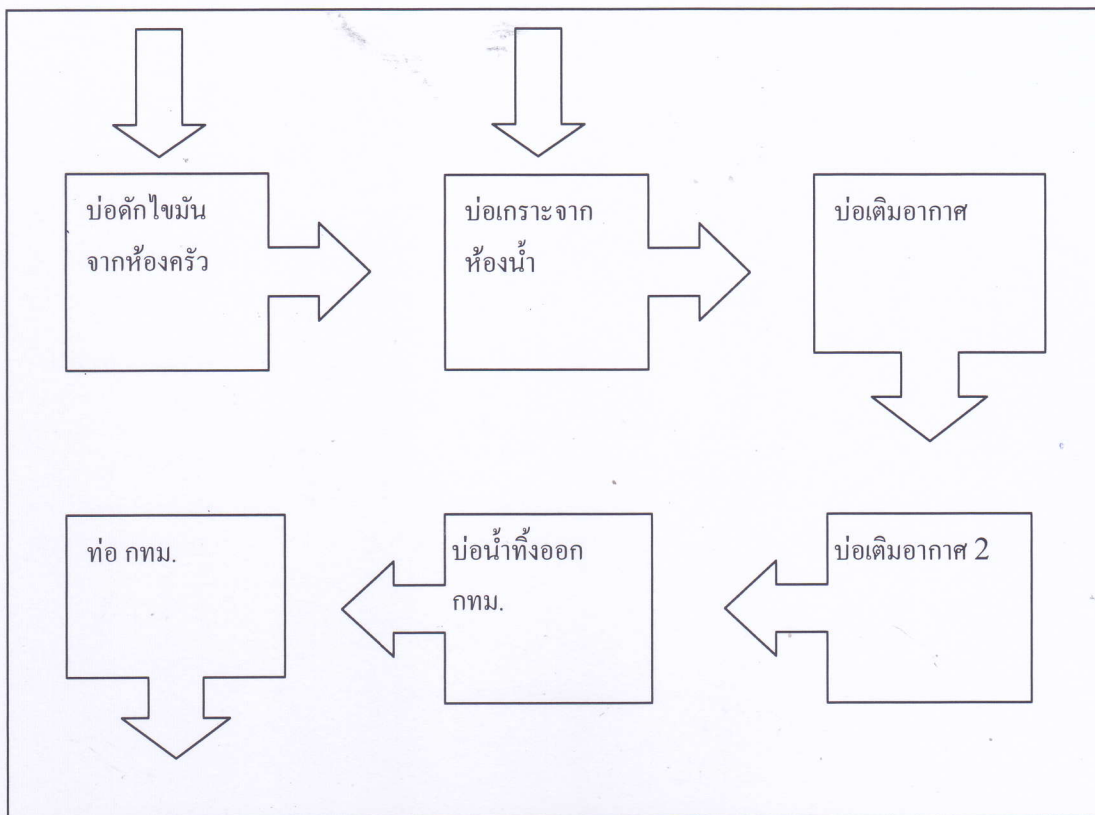 บ่อดักไขมัน
จากห้องครัว
บ่อเกราะจาก
ห้องน้ำ
บ่อเติมอากาศ
ท่อ กทม.
บ่อน้ำทิ้งออก
กทม.
บ่อเติมอากาศ 2